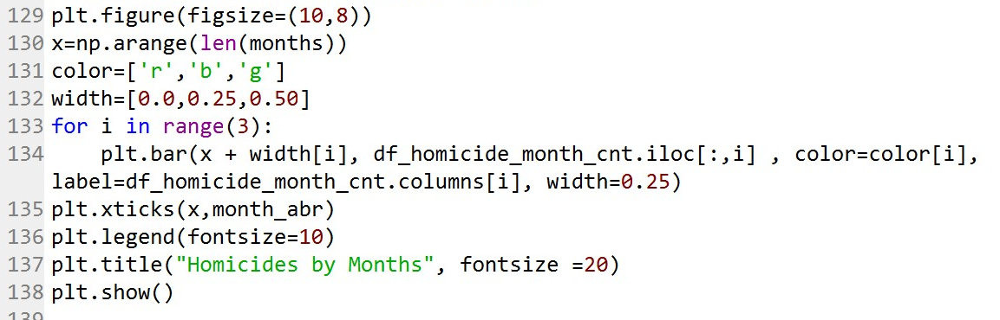 129 plt.figure(figsize=(10,8))
130 x=np.arange(len(months))
131 color=['r','b','g']
132 width=[0.0,0.25,0.50]
133 for i in range(3):
134     plt.bar(x + width[i], df_homicide_month_cnt.iloc[:,i] , color=color[i],
label=df_homicide_month_cnt.columns[i], width=0.25)
135 plt.xticks(x,month_abr)
136 plt.legend(fontsize=10)
137 plt.title("Homicides by Months", fontsize =20)
138 plt.show()
139